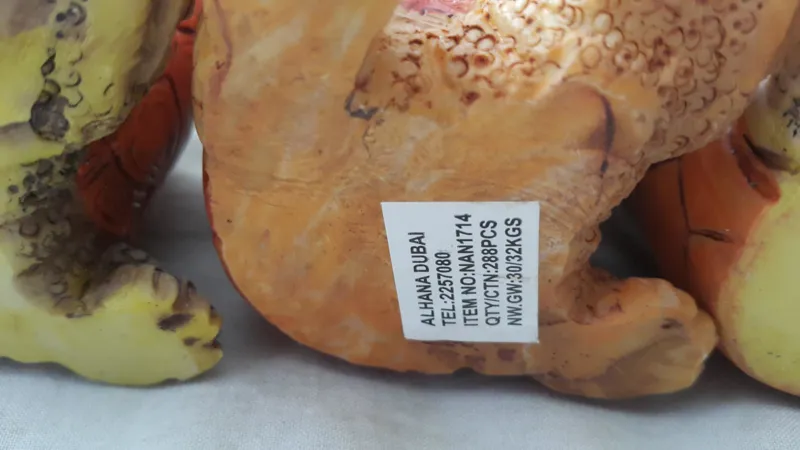 ALHANA DUBAI
TEL:2257080
ITEM NO:NAN1714
QTY/CTN:288PCS
NW.GW:30/32KGS